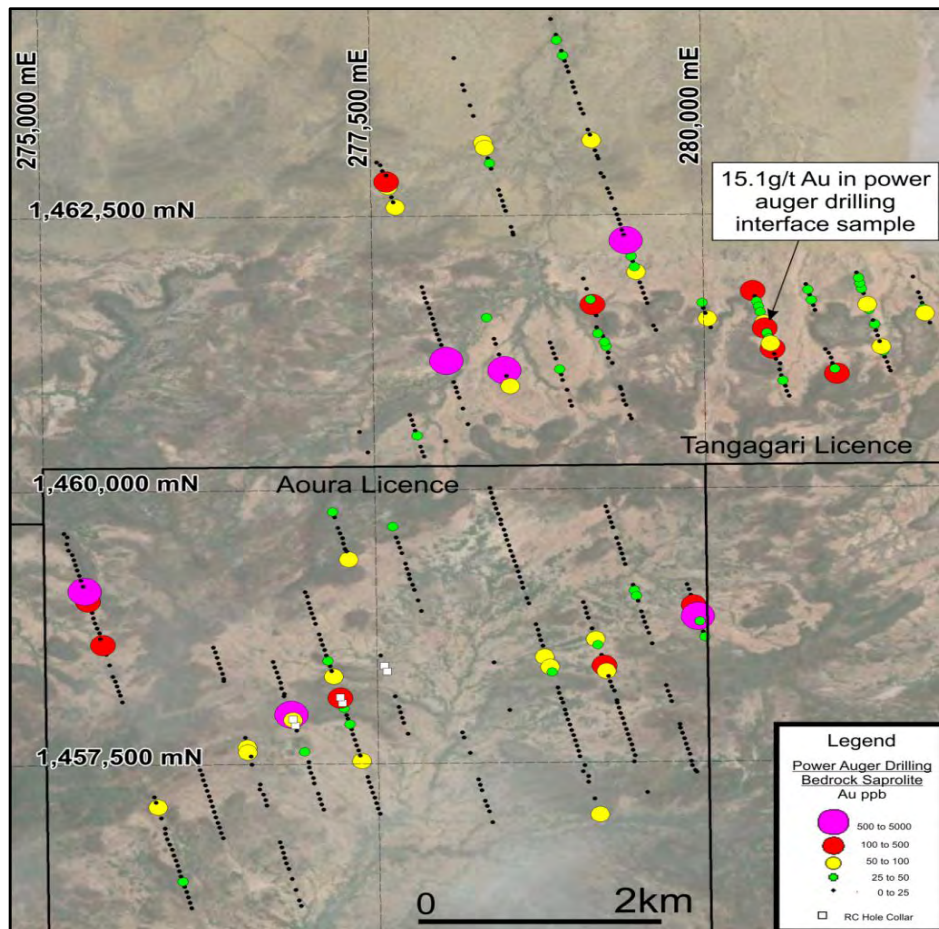 275,000 mE
277,500 mE
280,000 mE
1,462,500 mN
15.1g/t Au in power
auger drilling
interface sample
Tangagari Licence
1,460,000 mN
Aoura Licence
1,457,500 mN
Legend
Power Auger Drilling
Bedrock Saprolite
Au ppb
500 to 5000
100 to 500
50 to 100
25 to 50
0 to 25
RC Hole Collar
0 2km